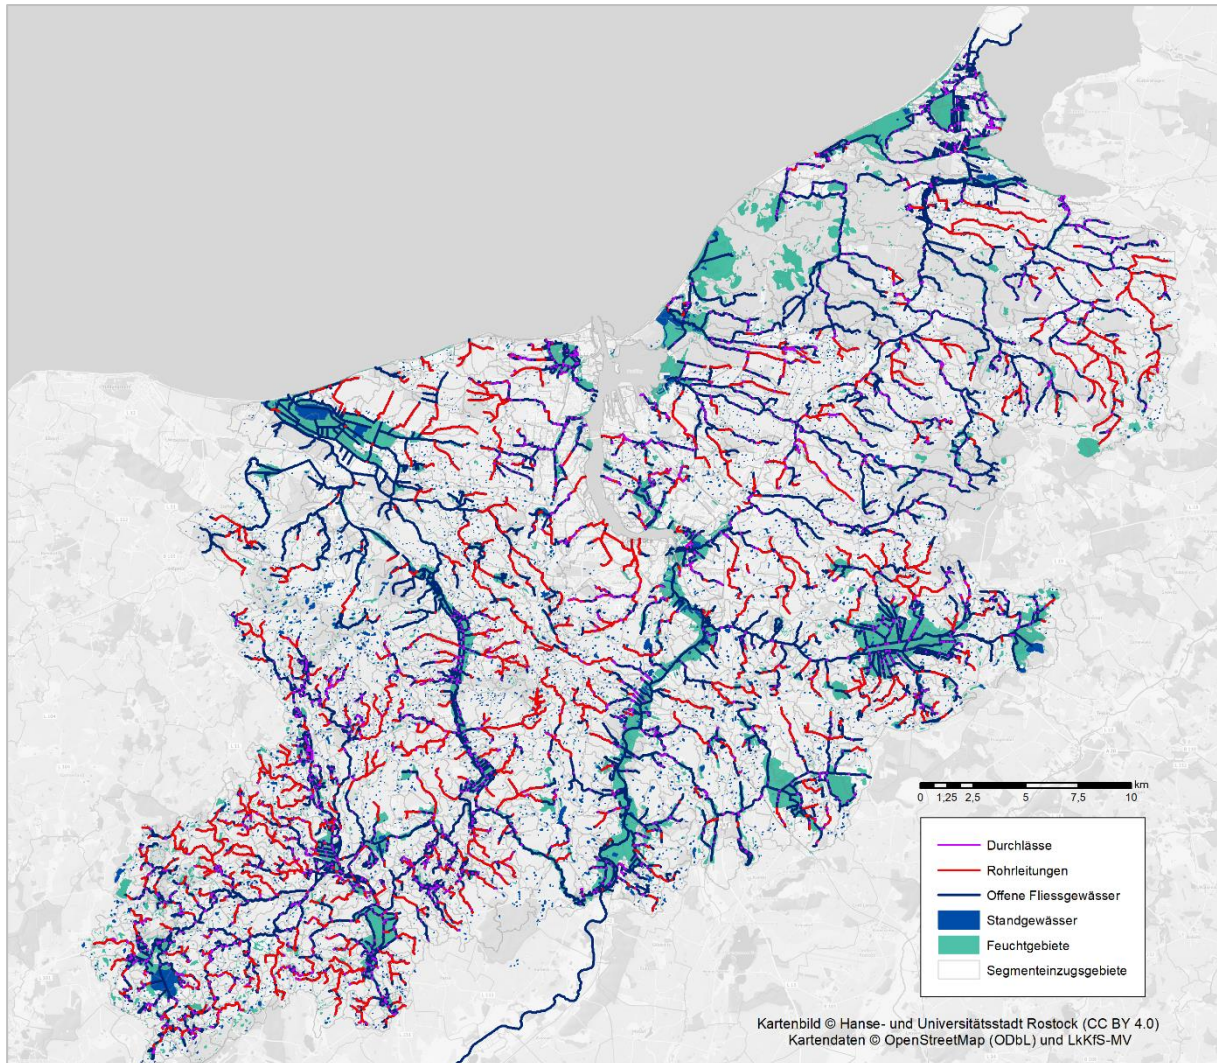 km
0 1,25 2,5 5 7,5 10
Durchlässe
Rohrleitungen
Offene Fliessgewässer
Standgewässer
Feuchtgebiete
Segmenteinzugsgebiete
Kartenbild © Hanse- und Universitätsstadt Rostock (CC BY 4.0)
Kartendaten © OpenStreetMap (ODbL) und LkKfS-MV